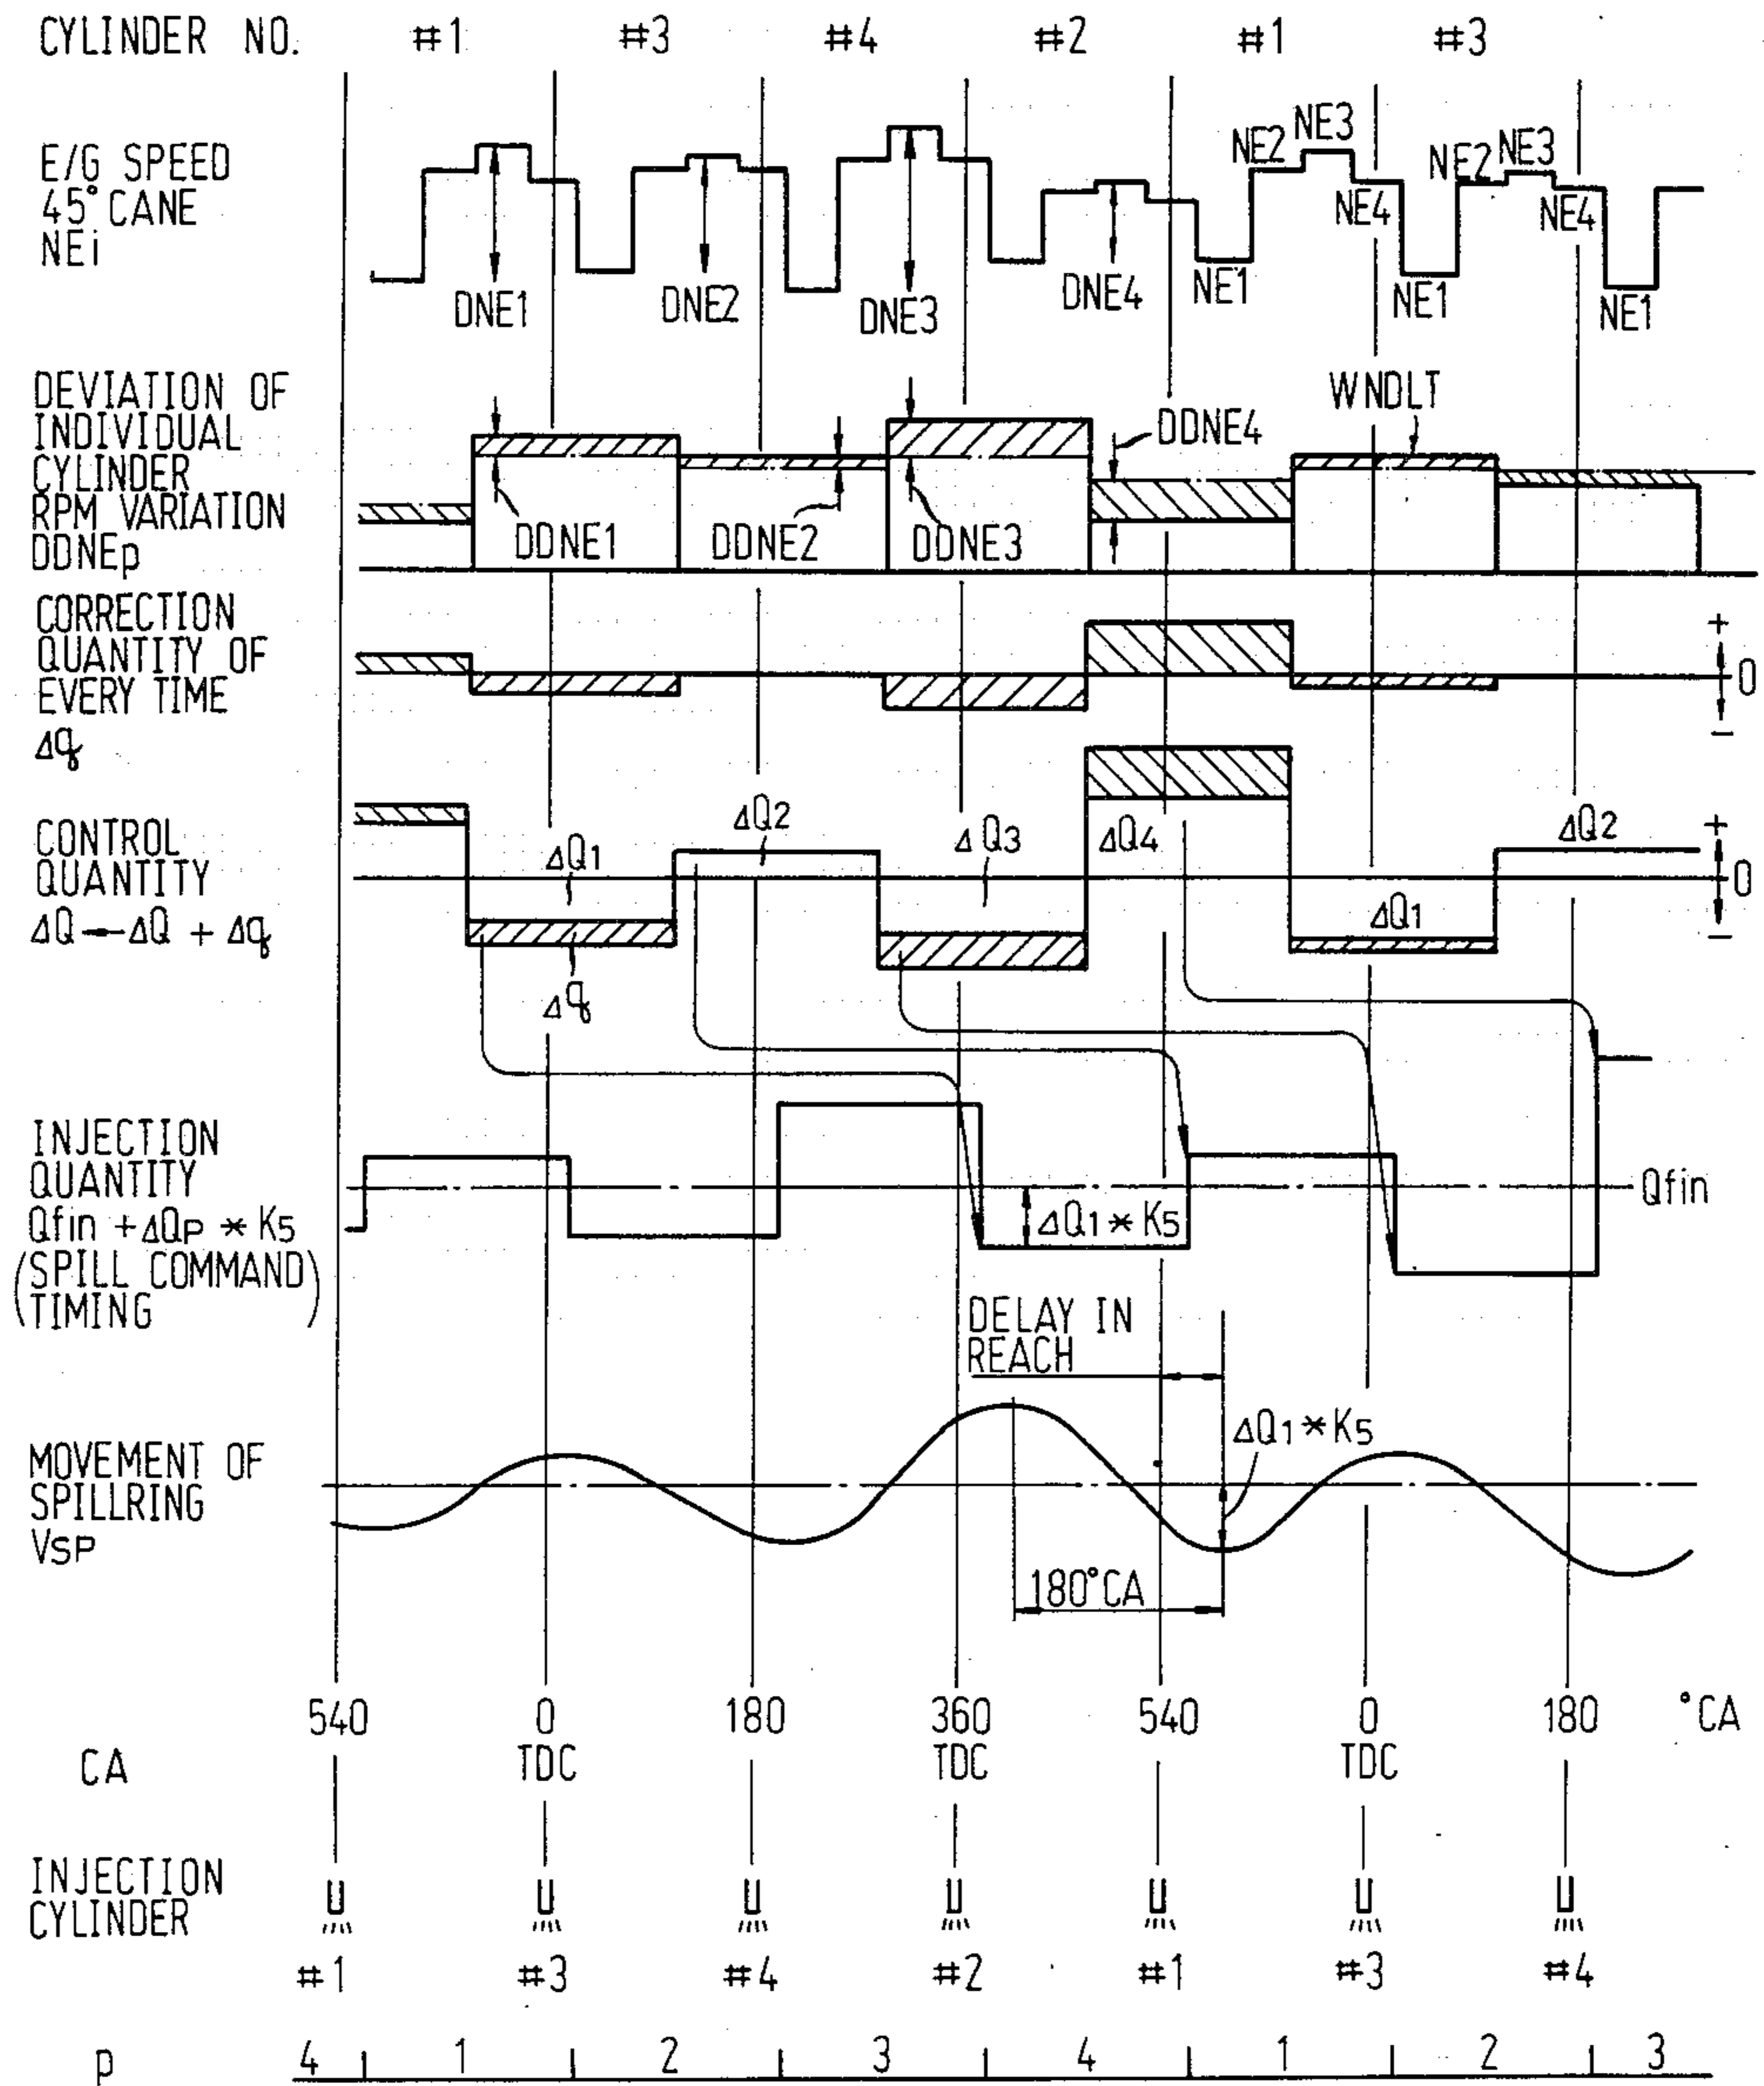 CYLINDER NO. #1 #3 #4 #2 #1 #3
E/G SPEED
45°CANE
NEi
NE2 NE3 NE4 NE2 NE3 NE4
DNE1 DNE2 DNE3 DNE4 NE1 NE1 NE1
DEVIATION OF
INDIVIDUAL
CYLINDER
RPM VARIATION
DDNEp
WNDLT
DDNE4
DDNE1 DDNE2 DDNE3
CORRECTION
QUANTITY OF
EVERY TIME
Δq
+
0
−
CONTROL
QUANTITY
ΔQ←ΔQ + Δq
ΔQ1 ΔQ2 ΔQ3 ΔQ4 ΔQ1 ΔQ2
+
0
−
Δq
INJECTION
QUANTITY
Qfin +ΔQP * K5
(SPILL COMMAND)
TIMING
Qfin
ΔQ1 * K5
DELAY IN
REACH
MOVEMENT OF
SPILLRING
VSP
ΔQ1 * K5
180°CA
540 0 180 360 540 0 180 °CA
CA TDC TDC TDC
INJECTION
CYLINDER
#1 #3 #4 #2 #1 #3 #4
p 4 1 2 3 4 1 2 3